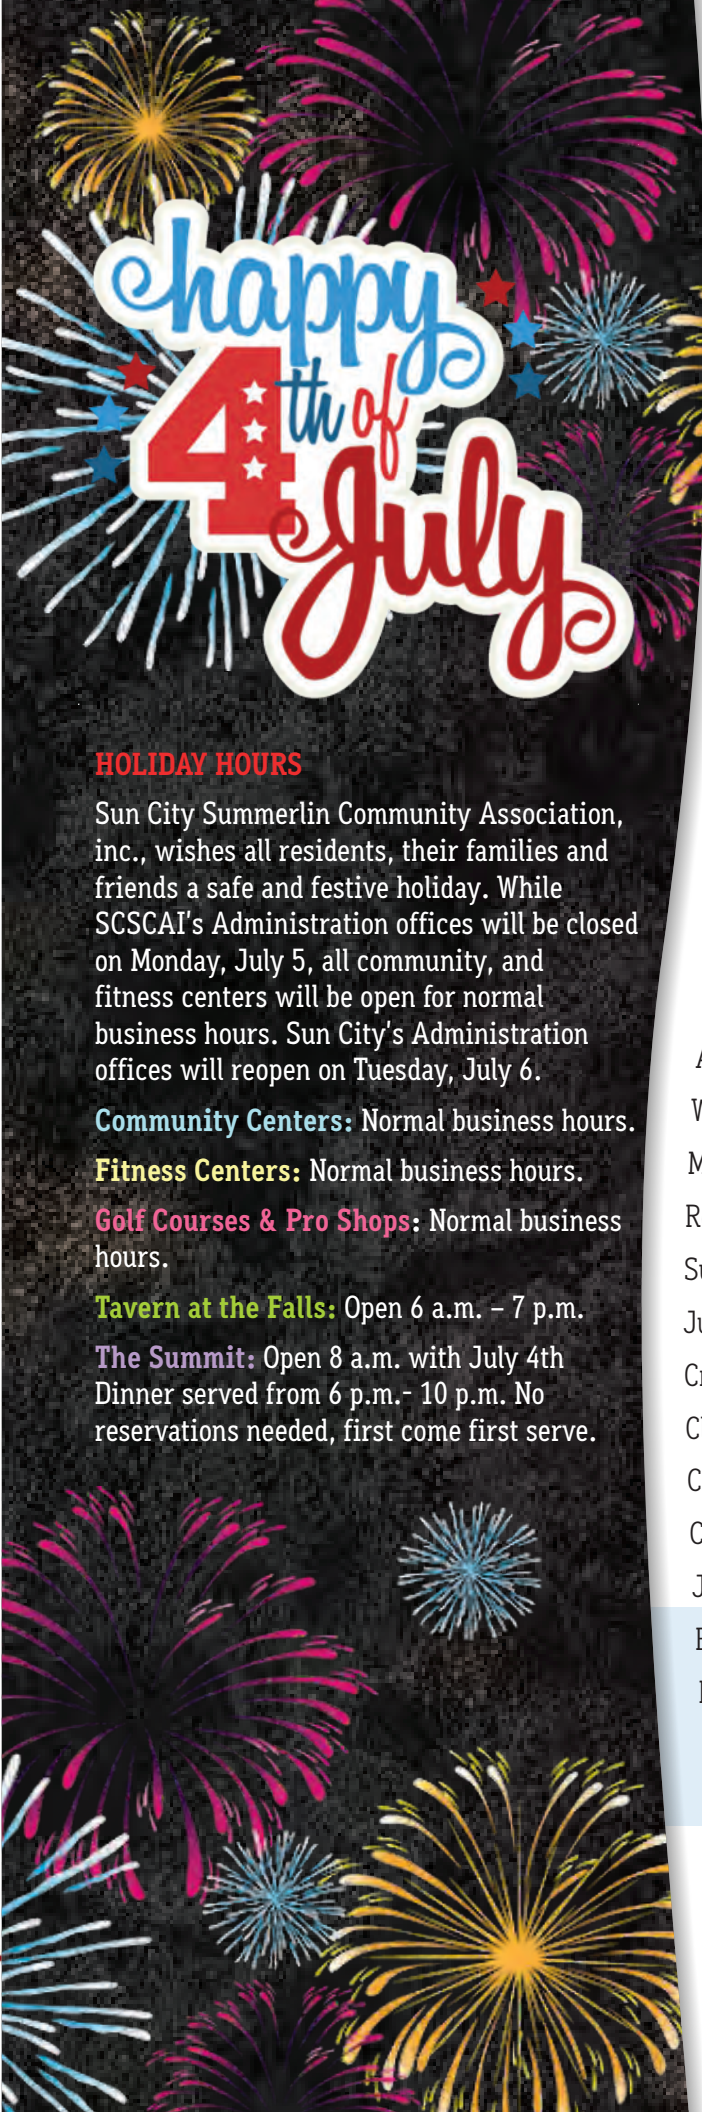 happy
4th of
July
HOLIDAY HOURS
Sun City Summerlin Community Association,
inc., wishes all residents, their families and
friends a safe and festive holiday. While
SCSCAI's Administration offices will be closed
on Monday, July 5, all community, and
fitness centers will be open for normal
business hours. Sun City's Administration
offices will reopen on Tuesday, July 6.
Community Centers: Normal business hours.
Fitness Centers: Normal business hours.
Golf Courses & Pro Shops: Normal business
hours.
Tavern at the Falls: Open 6 a.m. – 7 p.m.
The Summit: Open 8 a.m. with July 4th
Dinner served from 6 p.m.- 10 p.m. No
reservations needed, first come first serve.